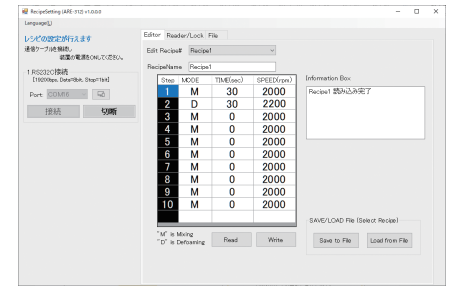 RecipeSetting (ARE-312) v1.0.0.0
Language(L)
レシピの設定が行えます
通信ケーブルを接続し
装置の電源をONしてください。
1.RS232C接続
[19200bps, Date=8bit, Stop=1bit]
Port: COM6
接続 切断
Editor Reader/Lock File
Edit Recipe# Recipe1
RecipeName Recipe1
Step MODE TIME(sec) SPEED(rpm)
1 M 30 2000
2 D 30 2200
3 M 0 2000
4 M 0 2000
5 M 0 2000
6 M 0 2000
7 M 0 2000
8 M 0 2000
9 M 0 2000
10 M 0 2000
"M" is Mixing
"D" is Defoaming
Read Write
Information Box
Recipe1 読み込み完了
SAVE/LOAD File (Select Recipe)
Save to File Load from File